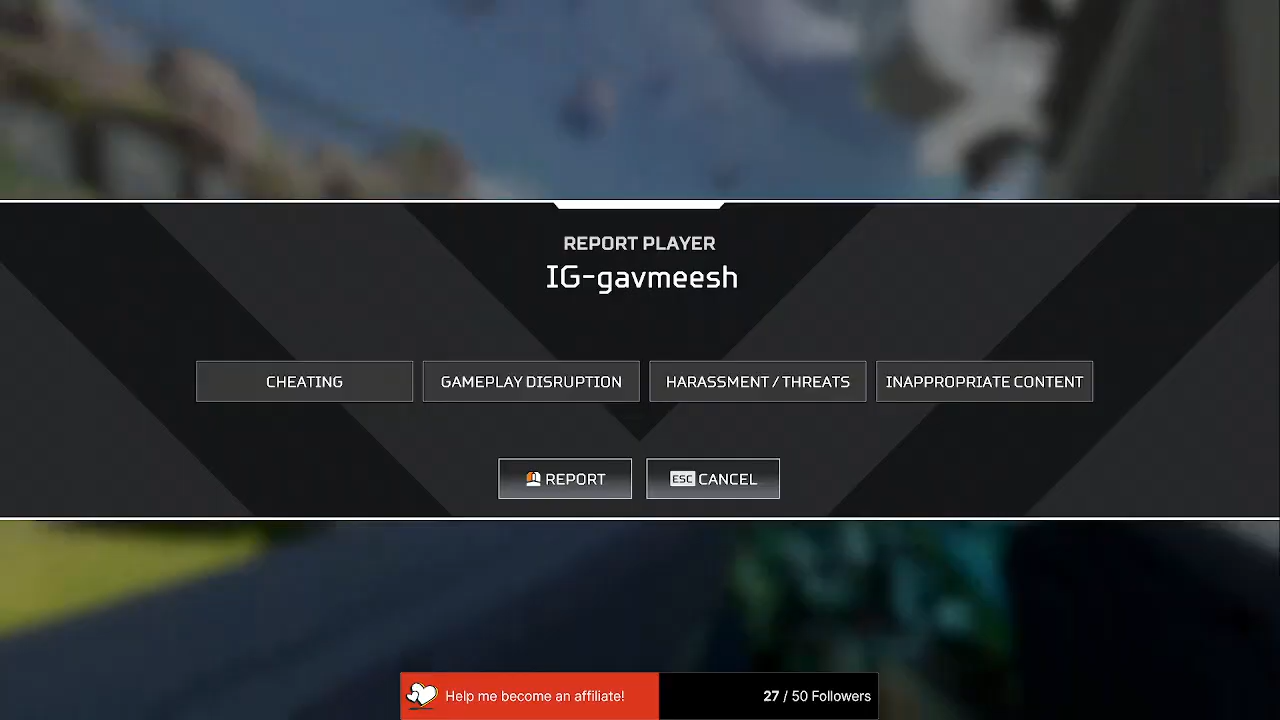 REPORT PLAYER
IG-gavmeesh
CHEATING
GAMEPLAY DISRUPTION
HARASSMENT / THREATS
INAPPROPRIATE CONTENT
REPORT
ESC CANCEL
Help me become an affiliate!
27 / 50 Followers